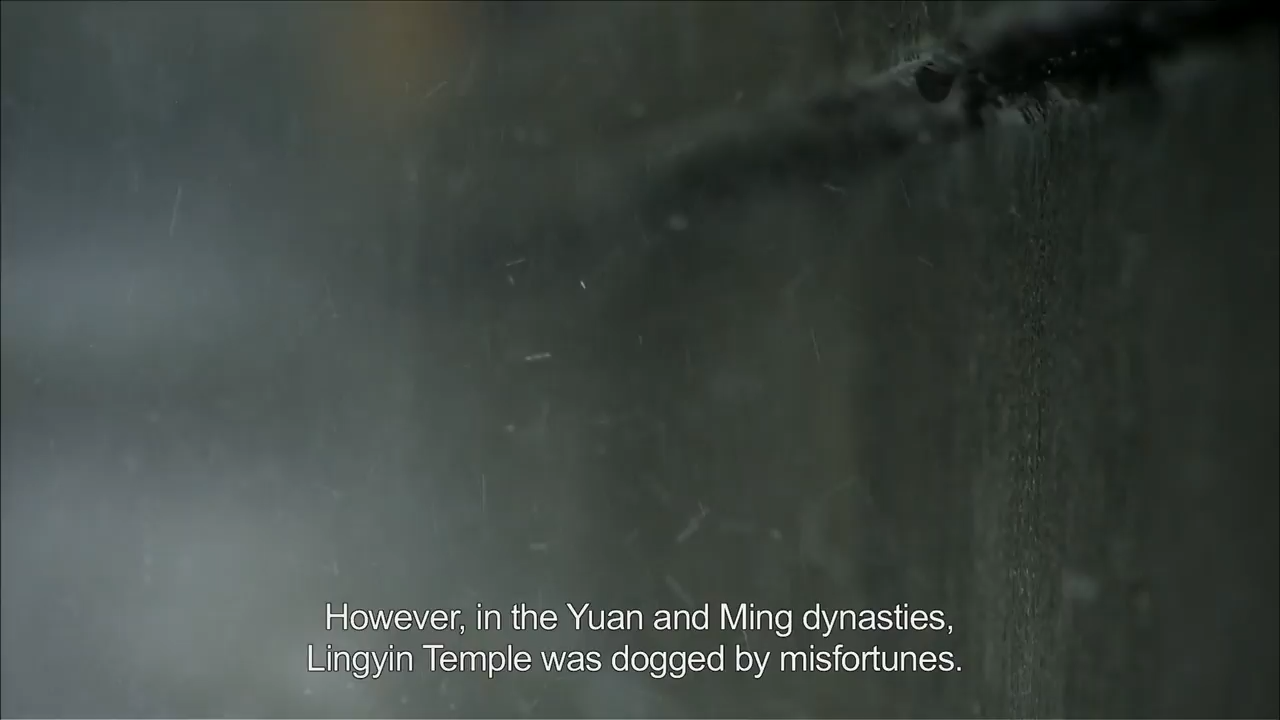 However, in the Yuan and Ming dynasties,
Lingyin Temple was dogged by misfortunes.